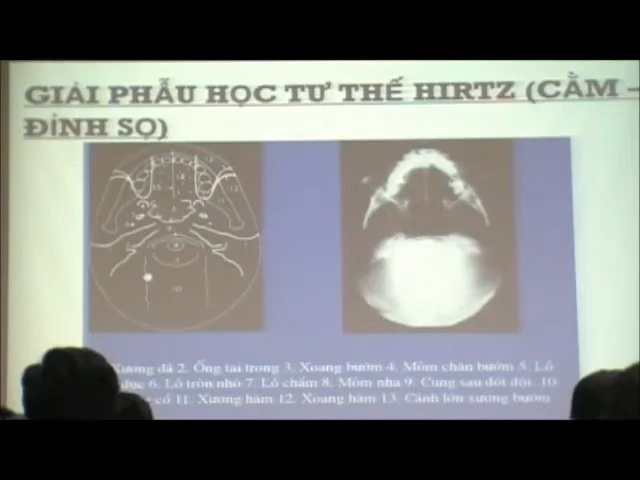 GIẢI PHẪU HỌC TƯ THẾ HIRTZ (CẰM –
ĐỈNH SỌ)
Xương đá 2. Ống tai trong 3. Xoang bướm 4. Mỏm chân bướm 5. Lỗ
dục 6. Lỗ tròn nhỏ 7. Lỗ chẩm 8. Mỏm nha 9. Cung sau đốt đội. 10
cổ 11. Xương hàm 12. Xoang hàm 13. Cánh lớn xương bướm